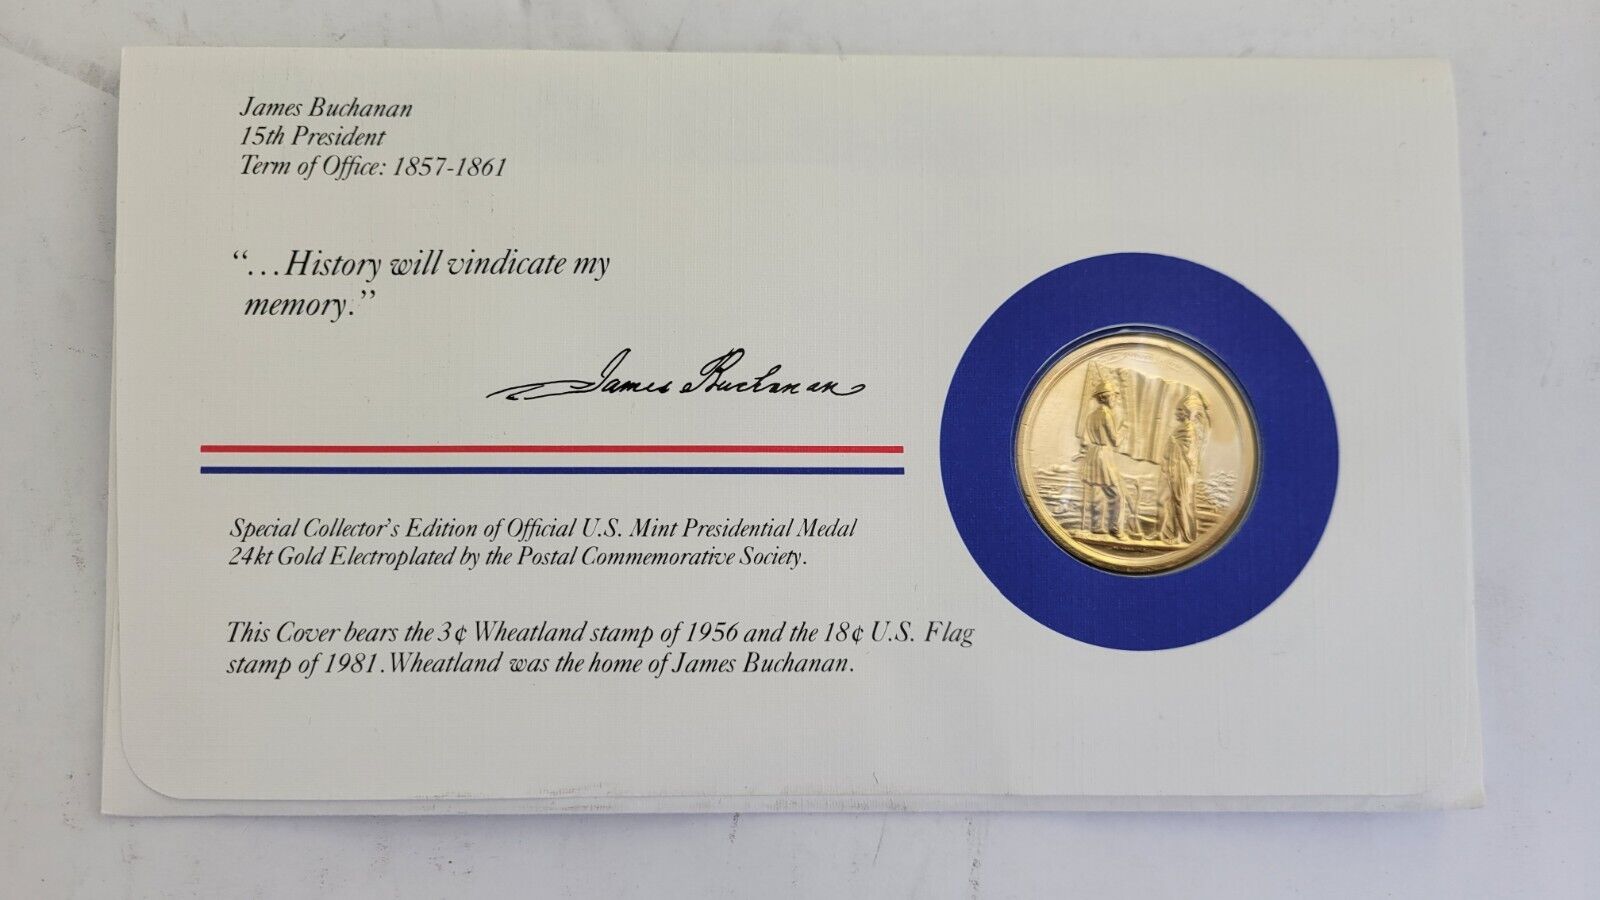 James Buchanan
15th President
Term of Office: 1857-1861
“...History will vindicate my
memory.”
James Buchanan
Special Collector's Edition of Official U.S. Mint Presidential Medal
24kt Gold Electroplated by the Postal Commemorative Society.
This Cover bears the 3¢ Wheatland stamp of 1956 and the 18¢ U.S. Flag
stamp of 1981. Wheatland was the home of James Buchanan.